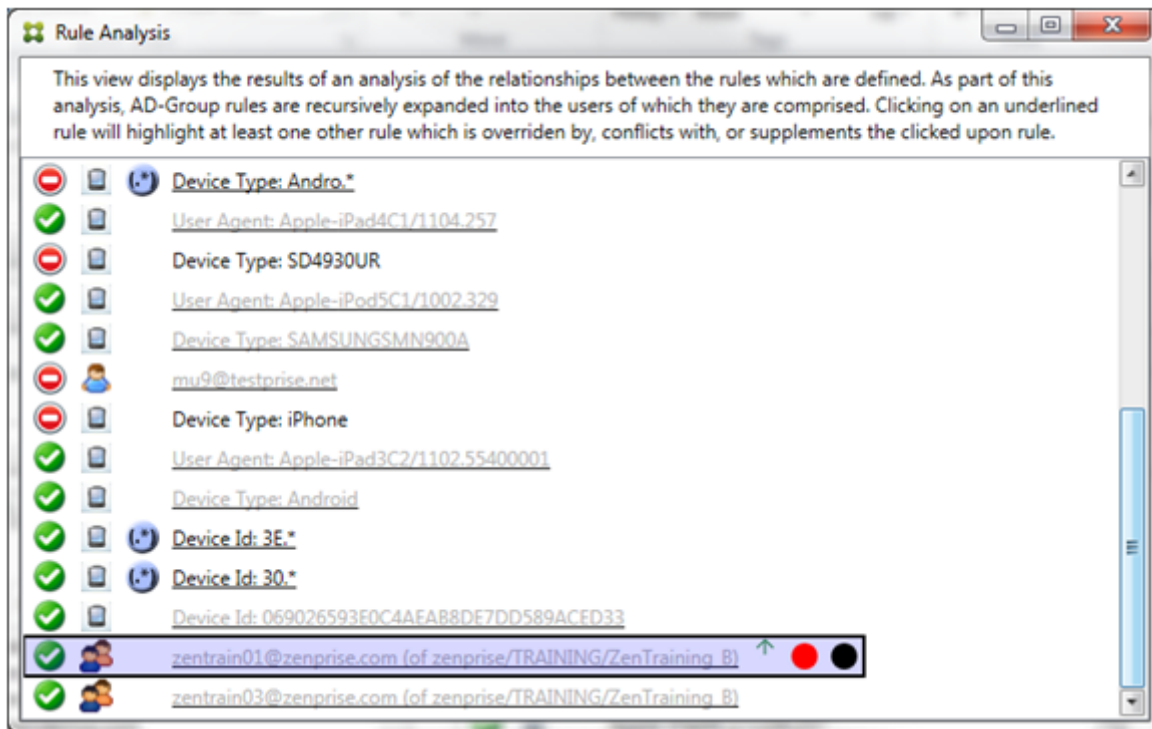 Rule Analysis
This view displays the results of an analysis of the relationships between the rules which are defined. As part of this
analysis, AD-Group rules are recursively expanded into the users of which they are comprised. Clicking on an underlined
rule will highlight at least one other rule which is overriden by, conflicts with, or supplements the clicked upon rule.
(.*) Device Type: Andro.*
User Agent: Apple-iPad4C1/1104.257
Device Type: SD4930UR
User Agent: Apple-iPod5C1/1002.329
Device Type: SAMSUNGSMN900A
mu9@testprise.net
Device Type: iPhone
User Agent: Apple-iPad3C2/1102.55400001
Device Type: Android
(.*) Device Id: 3E.*
(.*) Device Id: 30.*
Device Id: 069026593E0C4AEAB8DE7DD589ACED33
zentrain01@zenprise.com (of zenprise/TRAINING/ZenTraining_B)
zentrain03@zenprise.com (of zenprise/TRAINING/ZenTraining_B)